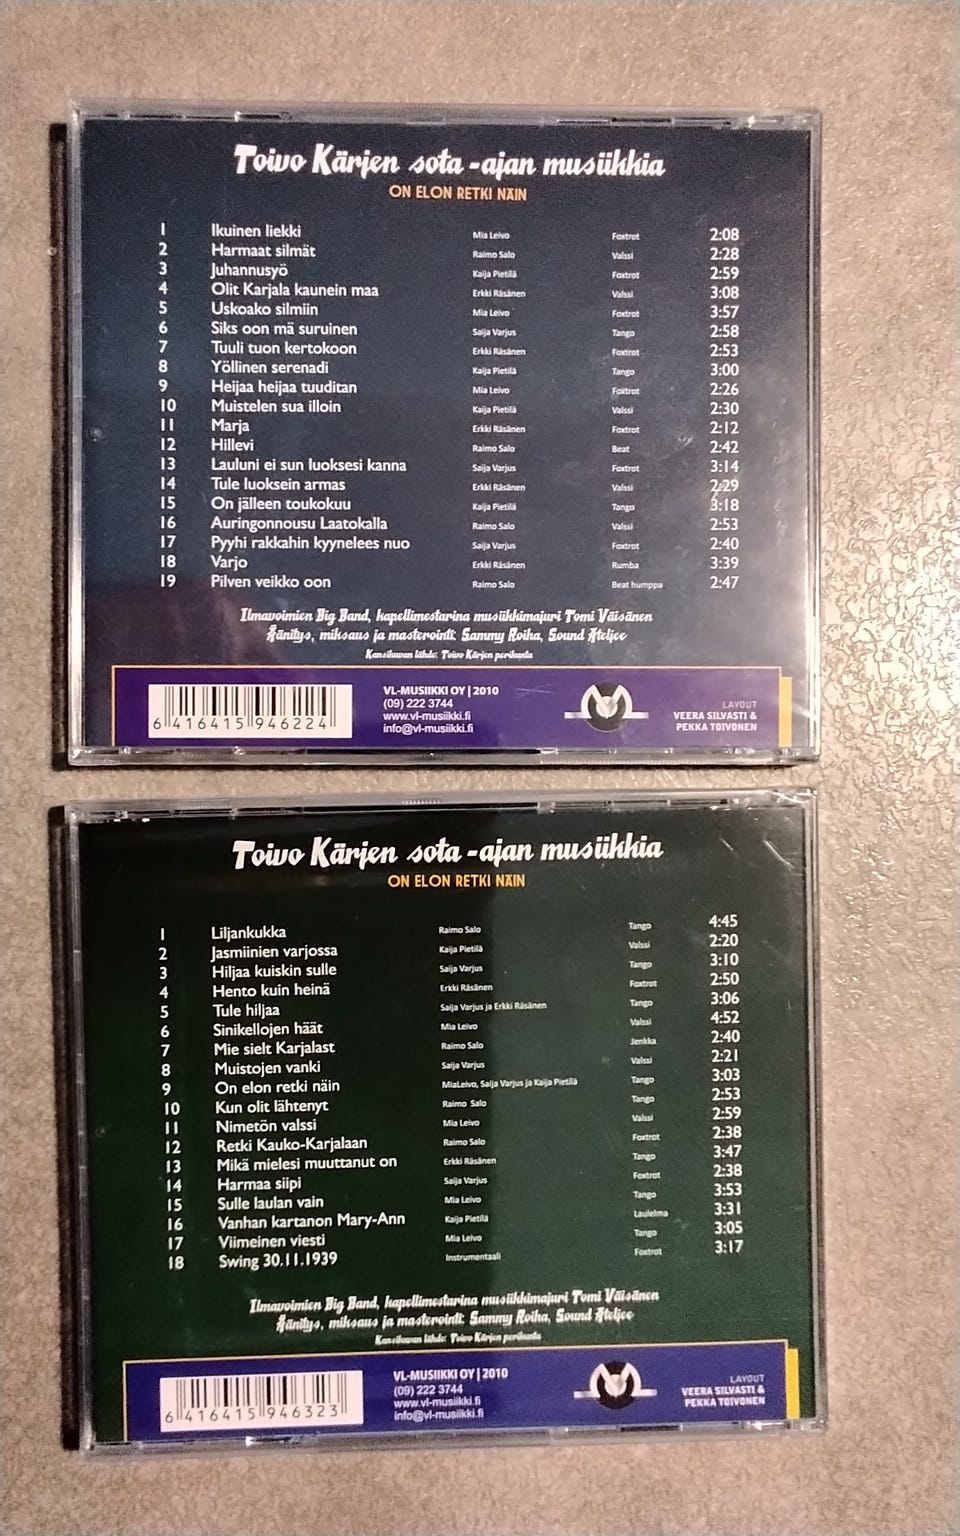 Toivo Kärjen sota-ajan musiikkia
ON ELON RETKI NÄIN
1 Ikuinen liekki Mia Leivo Foxtrot 2:08
2 Harmaat silmät Raimo Salo Valssi 2:28
3 Juhannusyö Kaija Pietilä Foxtrot 2:59
4 Olit Karjala kaunein maa Erkki Räsänen Valssi 3:08
5 Uskoako silmiin Mia Leivo Foxtrot 3:57
6 Siks oon mä suruinen Saija Varjus Tango 2:58
7 Tuuli tuon kertokoon Erkki Räsänen Foxtrot 2:53
8 Yöllinen serenadi Kaija Pietilä Tango 3:00
9 Heijaa heijaa tuuditan Mia Leivo Foxtrot 2:26
10 Muistelen sua illoin Kaija Pietilä Valssi 2:30
11 Marja Erkki Räsänen Foxtrot 2:12
12 Hillevi Raimo Salo Beat 2:42
13 Lauluni ei sun luoksesi kanna Saija Varjus Foxtrot 3:14
14 Tule luoksein armas Erkki Räsänen Valssi 2:29
15 On jälleen toukokuu Kaija Pietilä Tango 3:18
16 Auringonnousu Laatokalla Raimo Salo Valssi 2:53
17 Pyyhi rakkahin kyynelees nuo Saija Varjus Foxtrot 2:40
18 Varjo Erkki Räsänen Rumba 3:39
19 Pilven veikko oon Raimo Salo Beat humppa 2:47
Ilmavoimien Big Band, kapellimestarina musiikkimajuri Tomi Väisänen
Äänitys, miksaus ja masterointi: Sammy Roiha, Sound Ateljee
Kansikuvan lähde: Toivo Kärjen perikunta
6 416415 946224
VL-MUSIIKKI OY | 2010
(09) 222 3744
www.vl-musiikki.fi
info@vl-musiikki.fi
LAYOUT
VEERA SILVASTI &
PEKKA TOIVONEN
Toivo Kärjen sota-ajan musiikkia
ON ELON RETKI NÄIN
1 Liljankukka Raimo Salo Tango 4:45
2 Jasmiinien varjossa Kaija Pietilä Valssi 2:20
3 Hiljaa kuiskin sulle Saija Varjus Tango 3:10
4 Hento kuin heinä Erkki Räsänen Foxtrot 2:50
5 Tule hiljaa Saija Varjus ja Erkki Räsänen Tango 3:06
6 Sinikellojen häät Mia Leivo Valssi 4:52
7 Mie sielt Karjalast Raimo Salo Jenkka 2:40
8 Muistojen vanki Saija Varjus Valssi 2:21
9 On elon retki näin MiaLeivo, Saija Varjus ja Kaija Pietilä Tango 3:03
10 Kun olit lähtenyt Raimo Salo Tango 2:53
11 Nimetön valssi Mia Leivo Valssi 2:59
12 Retki Kauko-Karjalaan Raimo Salo Foxtrot 2:38
13 Mikä mielesi muuttanut on Erkki Räsänen Tango 3:47
14 Harmaa siipi Saija Varjus Foxtrot 2:38
15 Sulle laulan vain Mia Leivo Tango 3:53
16 Vanhan kartanon Mary-Ann Kaija Pietilä Laulelma 3:31
17 Viimeinen viesti Mia Leivo Tango 3:05
18 Swing 30.11.1939 Instrumentaali Foxtrot 3:17
Ilmavoimien Big Band, kapellimestarina musiikkimajuri Tomi Väisänen
Äänitys, miksaus ja masterointi: Sammy Roiha, Sound Ateljee
Kansikuvan lähde: Toivo Kärjen perikunta
6 416415 946323
VL-MUSIIKKI OY | 2010
(09) 222 3744
www.vl-musiikki.fi
info@vl-musiikki.fi
LAYOUT
VEERA SILVASTI &
PEKKA TOIVONEN